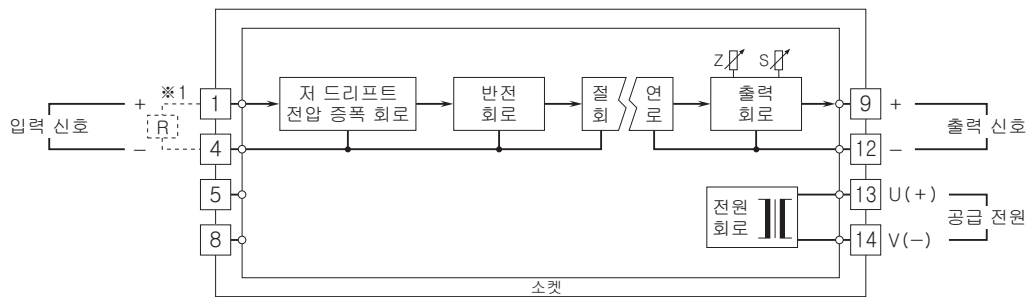 입력 신호
+
−
※1
R
1
4
5
8
저 드리프트
전압 증폭 회로
반전
회로
절 연
회 로
Z
S
출력
회로
전원
회로
9 +
12 −
출력 신호
13 U(+)
14 V(−)
공급 전원
소켓